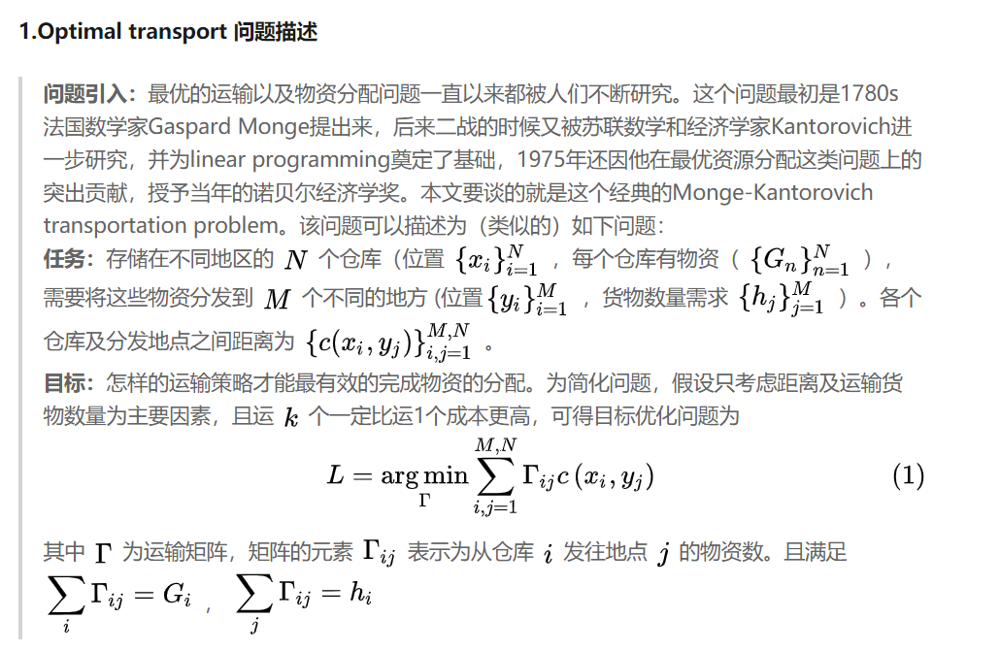 1.Optimal transport 问题描述
问题引入：最优的运输以及物资分配问题一直以来都被人们不断研究。这个问题最初是1780s
法国数学家Gaspard Monge提出来，后来二战的时候又被苏联数学和经济学家Kantorovich进
一步研究，并为linear programming奠定了基础，1975年还因他在最优资源分配这类问题上的
突出贡献，授予当年的诺贝尔经济学奖。本文要谈的就是这个经典的Monge-Kantorovich
transportation problem。该问题可以描述为（类似的）如下问题：
任务：存储在不同地区的 $N$ 个仓库（位置 $\{x_i\}_{i=1}^{N}$ ，每个仓库有物资（ $\{G_n\}_{n=1}^{N}$ ），
需要将这些物资分发到 $M$ 个不同的地方 (位置 $\{y_i\}_{i=1}^{M}$ ，货物数量需求 $\{h_j\}_{j=1}^{M}$ ）。各个
仓库及分发地点之间距离为 $\{c(x_i, y_j)\}_{i,j=1}^{M,N}$ 。
目标：怎样的运输策略才能最有效的完成物资的分配。为简化问题，假设只考虑距离及运输货
物数量为主要因素，且运 $k$ 个一定比运1个成本更高，可得目标优化问题为
$L = \underset{\Gamma}{\arg\min} \sum_{i,j=1}^{M,N} \Gamma_{ij} c(x_i, y_j)$ (1)
其中 $\Gamma$ 为运输矩阵，矩阵的元素 $\Gamma_{ij}$ 表示为从仓库 $i$ 发往地点 $j$ 的物资数。且满足
$\sum_{i} \Gamma_{ij} = G_i$ ， $\sum_{j} \Gamma_{ij} = h_i$